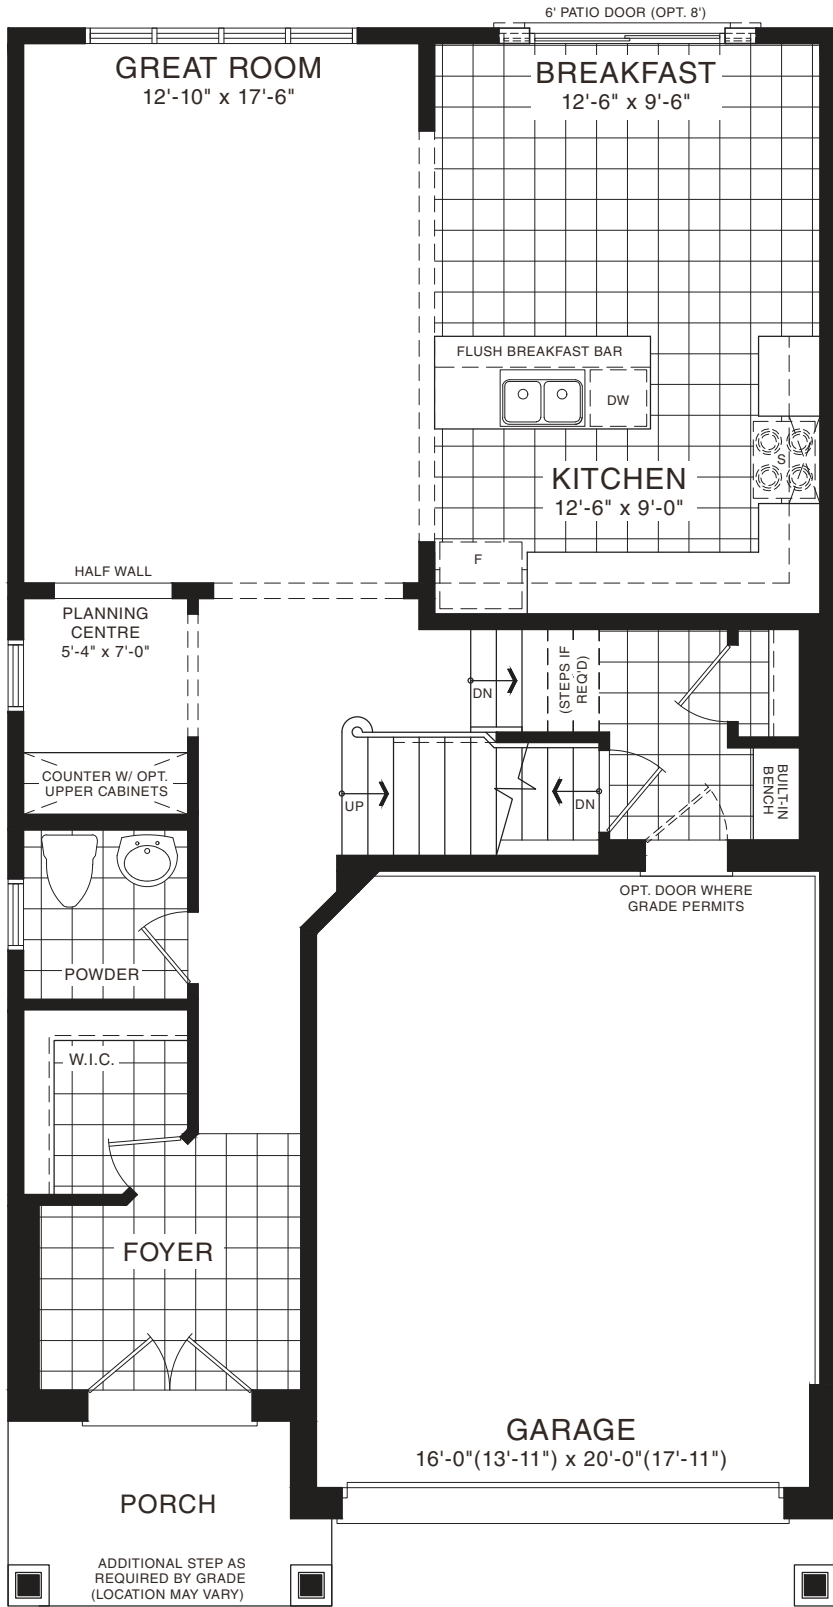 6' PATIO DOOR (OPT. 8')
GREAT ROOM
12'-10" x 17'-6"
BREAKFAST
12'-6" x 9'-6"
FLUSH BREAKFAST BAR
DW
S
KITCHEN
12'-6" x 9'-0"
F
HALF WALL
PLANNING
CENTRE
5'-4" x 7'-0"
DN
(STEPS IF
REQ'D)
COUNTER W/ OPT.
UPPER CABINETS
UP
DN
BUILT-IN
BENCH
OPT. DOOR WHERE
GRADE PERMITS
POWDER
W.I.C.
FOYER
GARAGE
16'-0"(13'-11") x 20'-0"(17'-11")
PORCH
ADDITIONAL STEP AS
REQUIRED BY GRADE
(LOCATION MAY VARY)